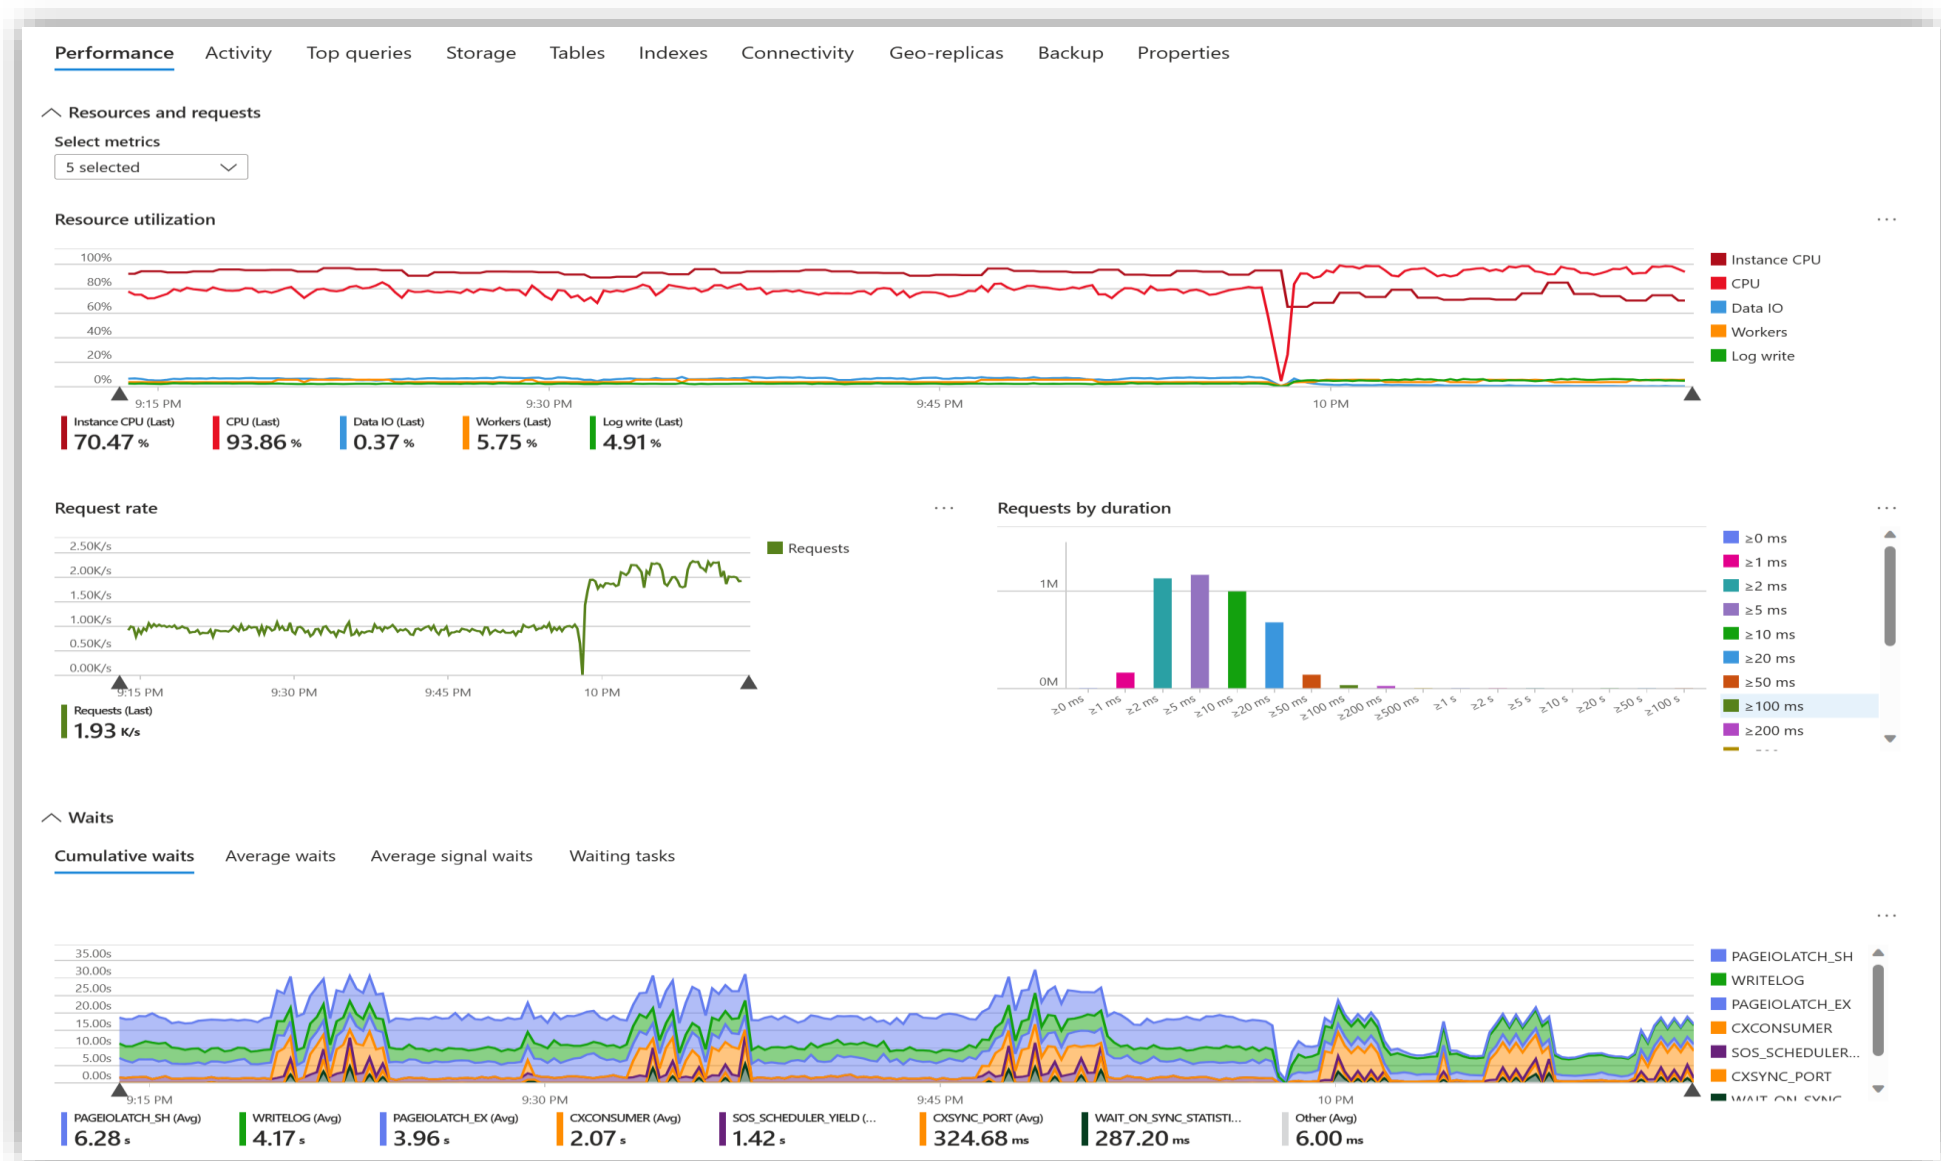 Performance Activity Top queries Storage Tables Indexes Connectivity Geo-replicas Backup Properties
Resources and requests
Select metrics
5 selected
Resource utilization
...
100%
80%
60%
40%
20%
0%
9:15 PM 9:30 PM 9:45 PM 10 PM
Instance CPU
CPU
Data IO
Workers
Log write
Instance CPU (Last) CPU (Last) Data IO (Last) Workers (Last) Log write (Last)
70.47 % 93.86 % 0.37 % 5.75 % 4.91 %
Request rate
...
2.50K/s
2.00K/s
1.50K/s
1.00K/s
0.50K/s
0.00K/s
9:15 PM 9:30 PM 9:45 PM 10 PM
Requests
Requests (Last)
1.93 K/s
Requests by duration
...
1M
0M
≥0 ms ≥1 ms ≥2 ms ≥5 ms ≥10 ms ≥20 ms ≥50 ms ≥100 ms ≥200 ms ≥500 ms ≥1 s ≥2 s ≥5 s ≥10 s ≥20 s ≥50 s ≥100 s
≥0 ms
≥1 ms
≥2 ms
≥5 ms
≥10 ms
≥20 ms
≥50 ms
≥100 ms
≥200 ms
Waits
Cumulative waits Average waits Average signal waits Waiting tasks
...
35.00s
30.00s
25.00s
20.00s
15.00s
10.00s
5.00s
0.00s
9:15 PM 9:30 PM 9:45 PM 10 PM
PAGEIOLATCH_SH
WRITELOG
PAGEIOLATCH_EX
CXCONSUMER
SOS_SCHEDULER...
CXSYNC_PORT
WAIT_ON_SYNC
PAGEIOLATCH_SH (Avg) WRITELOG (Avg) PAGEIOLATCH_EX (Avg) CXCONSUMER (Avg) SOS_SCHEDULER_YIELD (... CXSYNC_PORT (Avg) WAIT_ON_SYNC_STATISTI... Other (Avg)
6.28 s 4.17 s 3.96 s 2.07 s 1.42 s 324.68 ms 287.20 ms 6.00 ms